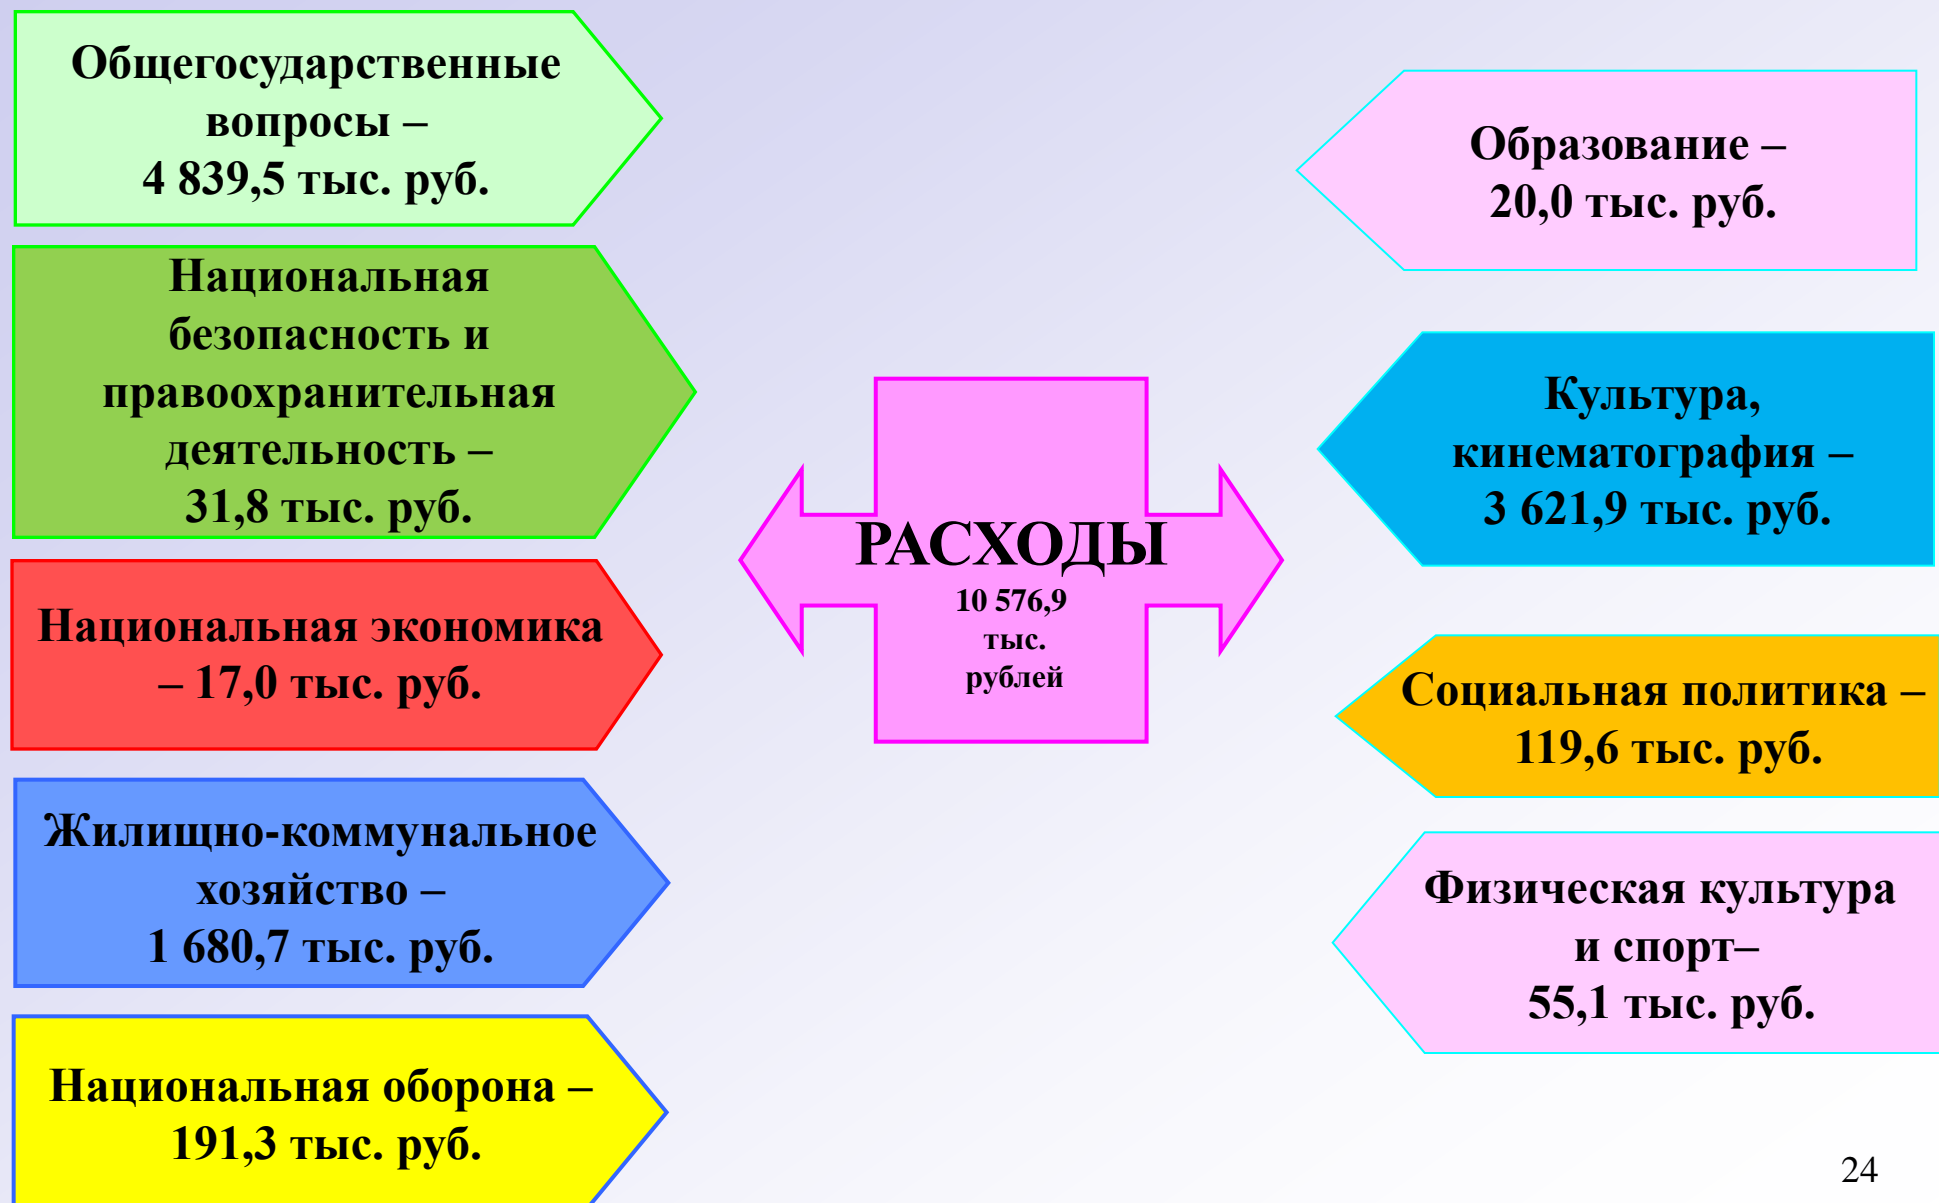 Общегосударственные
вопросы –
4 839,5 тыс. руб.
Национальная
безопасность и
правоохранительная
деятельность –
31,8 тыс. руб.
Национальная экономика
– 17,0 тыс. руб.
Жилищно-коммунальное
хозяйство –
1 680,7 тыс. руб.
Национальная оборона –
191,3 тыс. руб.
РАСХОДЫ
10 576,9
тыс.
рублей
Образование –
20,0 тыс. руб.
Культура,
кинематография –
3 621,9 тыс. руб.
Социальная политика –
119,6 тыс. руб.
Физическая культура
и спорт–
55,1 тыс. руб.
24